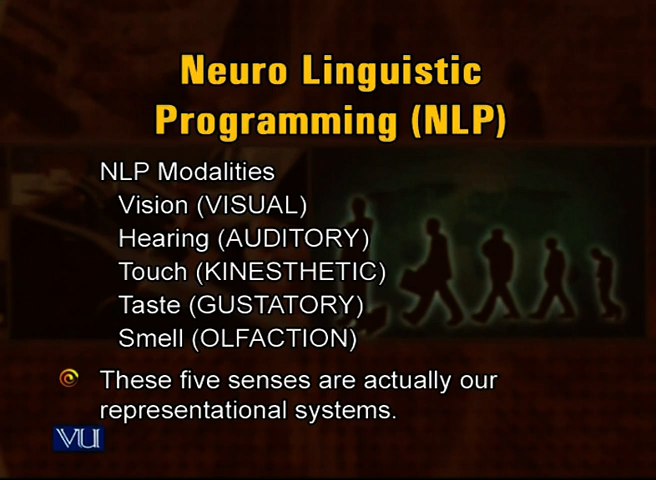 Neuro Linguistic
Programming (NLP)
NLP Modalities
Vision (VISUAL)
Hearing (AUDITORY)
Touch (KINESTHETIC)
Taste (GUSTATORY)
Smell (OLFACTION)
These five senses are actually our
representational systems.
VU